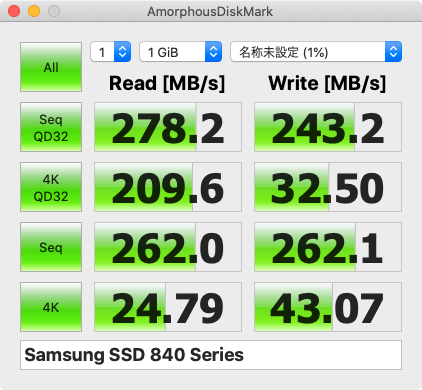 AmorphousDiskMark
All
1
1 GiB
名称未設定 (1%)
Read [MB/s]
Write [MB/s]
Seq
QD32
278.2
243.2
4K
QD32
209.6
32.50
Seq
262.0
262.1
4K
24.79
43.07
Samsung SSD 840 Series